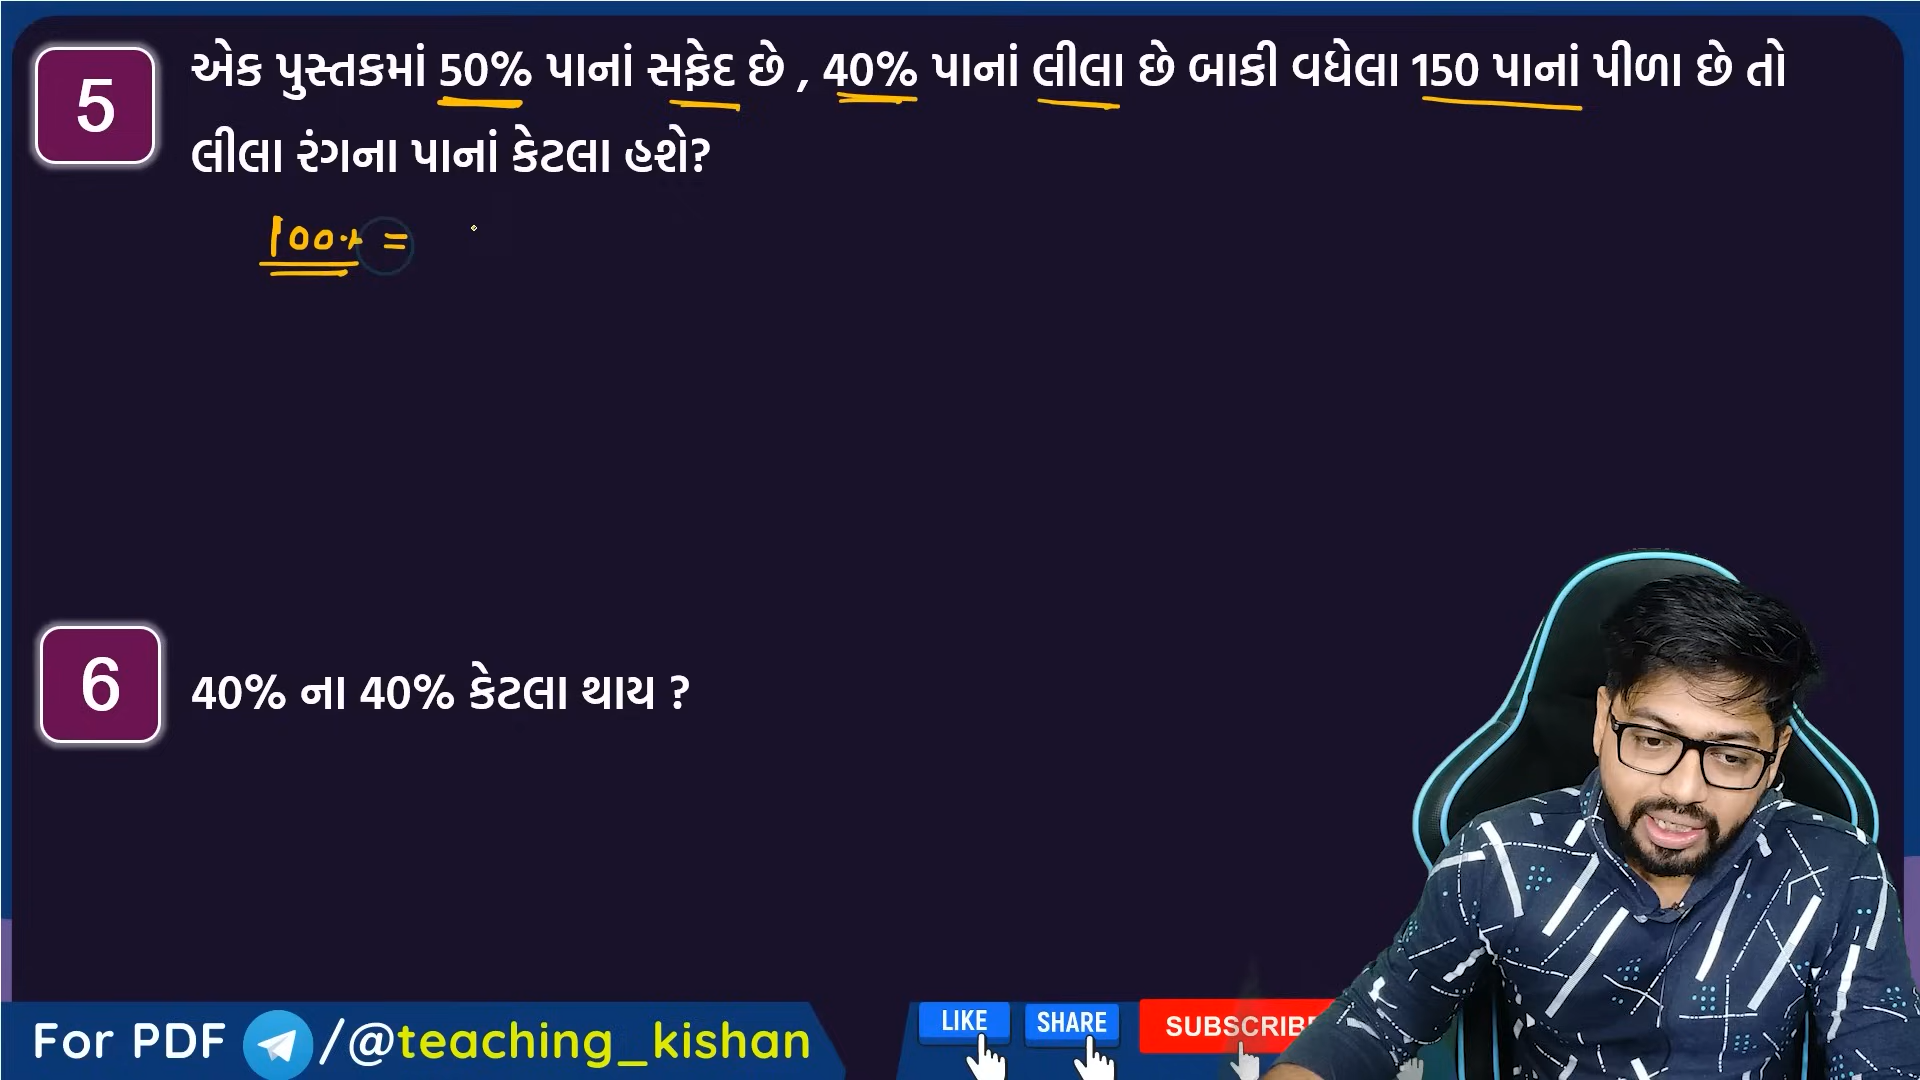 5
એક પુસ્તકમાં 50% પાનાં સફેદ છે , 40% પાનાં લીલા છે બાકી વધેલા 150 પાનાં પીળા છે તો
લીલા રંગના પાનાં કેટલા હશે?
100% =
6
40% ના 40% કેટલા થાય ?
For PDF /@teaching_kishan
LIKE SHARE SUBSCRIBE